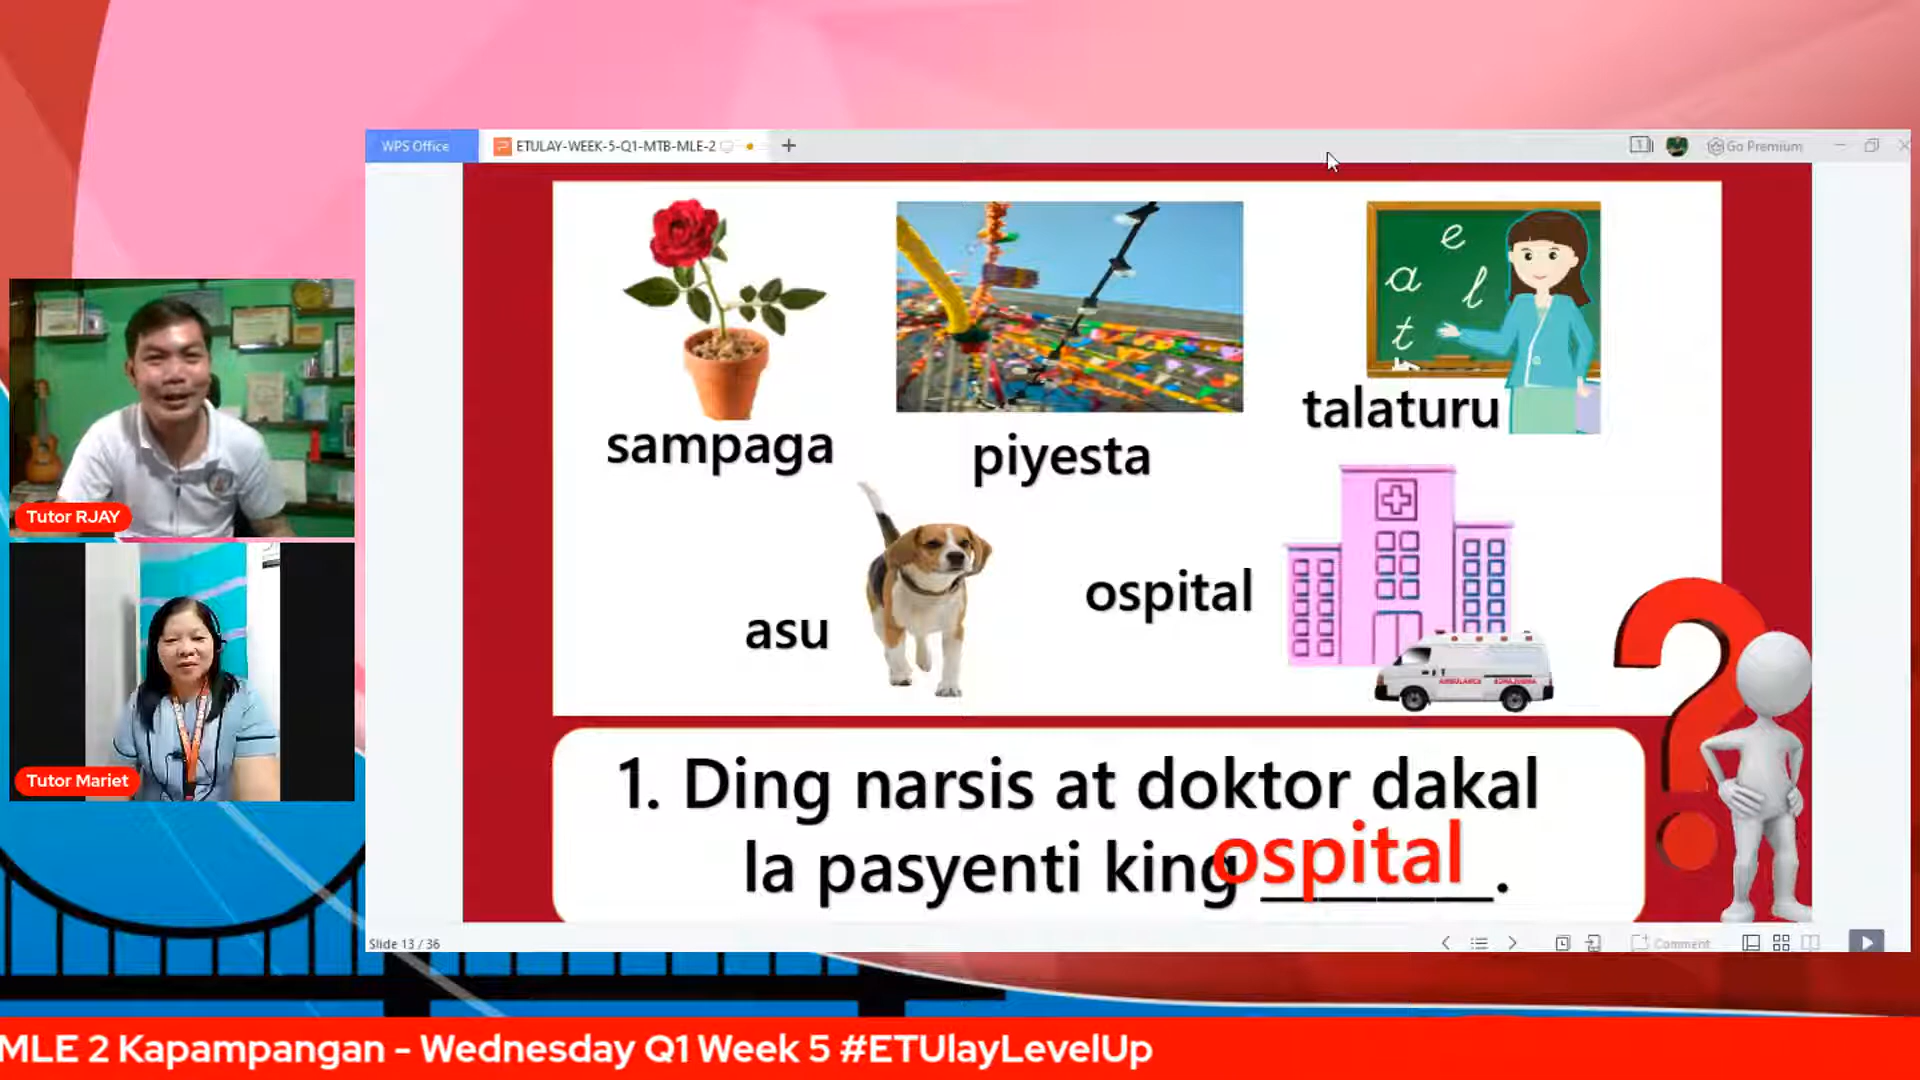 WPS Office
ETULAY-WEEK-5-Q1-MTB-MLE-2
Go Premium
e
a
l
t
sampaga
piyesta
talaturu
asu
ospital
1. Ding narsis at doktor dakal
la pasyenti king ospital.
Tutor RJAY
Tutor Mariet
Slide 13 / 36
Comment
MLE 2 Kapampangan - Wednesday Q1 Week 5 #ETUlayLevelUp